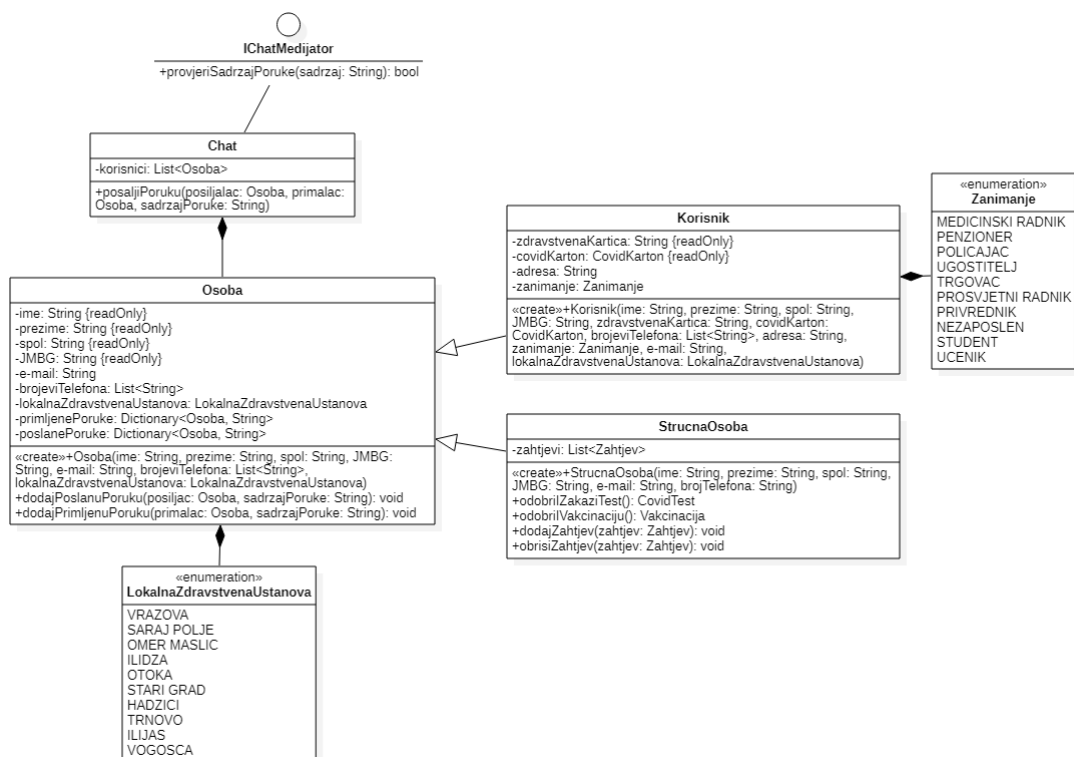 IChatMedijator
+provjeriSadrzajPoruke(sadrzaj: String): bool
Chat
-korisnici: List<Osoba>
+posaljiPoruku(posiljalac: Osoba, primalac:
Osoba, sadrzajPoruke: String)
Osoba
-ime: String {readOnly}
-prezime: String {readOnly}
-spol: String {readOnly}
-JMBG: String {readOnly}
-e-mail: String
-brojeviTelefona: List<String>
-lokalnaZdravstvenaUstanova: LokalnaZdravstvenaUstanova
-primljenePoruke: Dictionary<Osoba, String>
-poslanePoruke: Dictionary<Osoba, String>
«create»+Osoba(ime: String, prezime: String, spol: String, JMBG:
String, e-mail: String, brojeviTelefona: List<String>,
lokalnaZdravstvenaUstanova: LokalnaZdravstvenaUstanova)
+dodajPoslanuPoruku(posiljac: Osoba, sadrzajPoruke: String): void
+dodajPrimljenuPoruku(primalac: Osoba, sadrzajPoruke: String): void
«enumeration»
LokalnaZdravstvenaUstanova
VRAZOVA
SARAJ POLJE
OMER MASLIC
ILIDZA
OTOKA
STARI GRAD
HADZICI
TRNOVO
ILIJAS
VOGOSCA
Korisnik
-zdravstvenaKartica: String {readOnly}
-covidKarton: CovidKarton {readOnly}
-adresa: String
-zanimanje: Zanimanje
«create»+Korisnik(ime: String, prezime: String, spol: String,
JMBG: String, zdravstvenaKartica: String, covidKarton:
CovidKarton, brojeviTelefona: List<String>, adresa: String,
zanimanje: Zanimanje, e-mail: String,
lokalnaZdravstvenaUstanova: LokalnaZdravstvenaUstanova)
StrucnaOsoba
-zahtjevi: List<Zahtjev>
«create»+StrucnaOsoba(ime: String, prezime: String, spol: String,
JMBG: String, e-mail: String, brojTelefona: String)
+odobriIZakaziTest(): CovidTest
+odobriIVakcinaciju(): Vakcinacija
+dodajZahtjev(zahtjev: Zahtjev): void
+obrisiZahtjev(zahtjev: Zahtjev): void
«enumeration»
Zanimanje
MEDICINSKI RADNIK
PENZIONER
POLICAJAC
UGOSTITELJ
TRGOVAC
PROSVJETNI RADNIK
PRIVREDNIK
NEZAPOSLEN
STUDENT
UCENIK